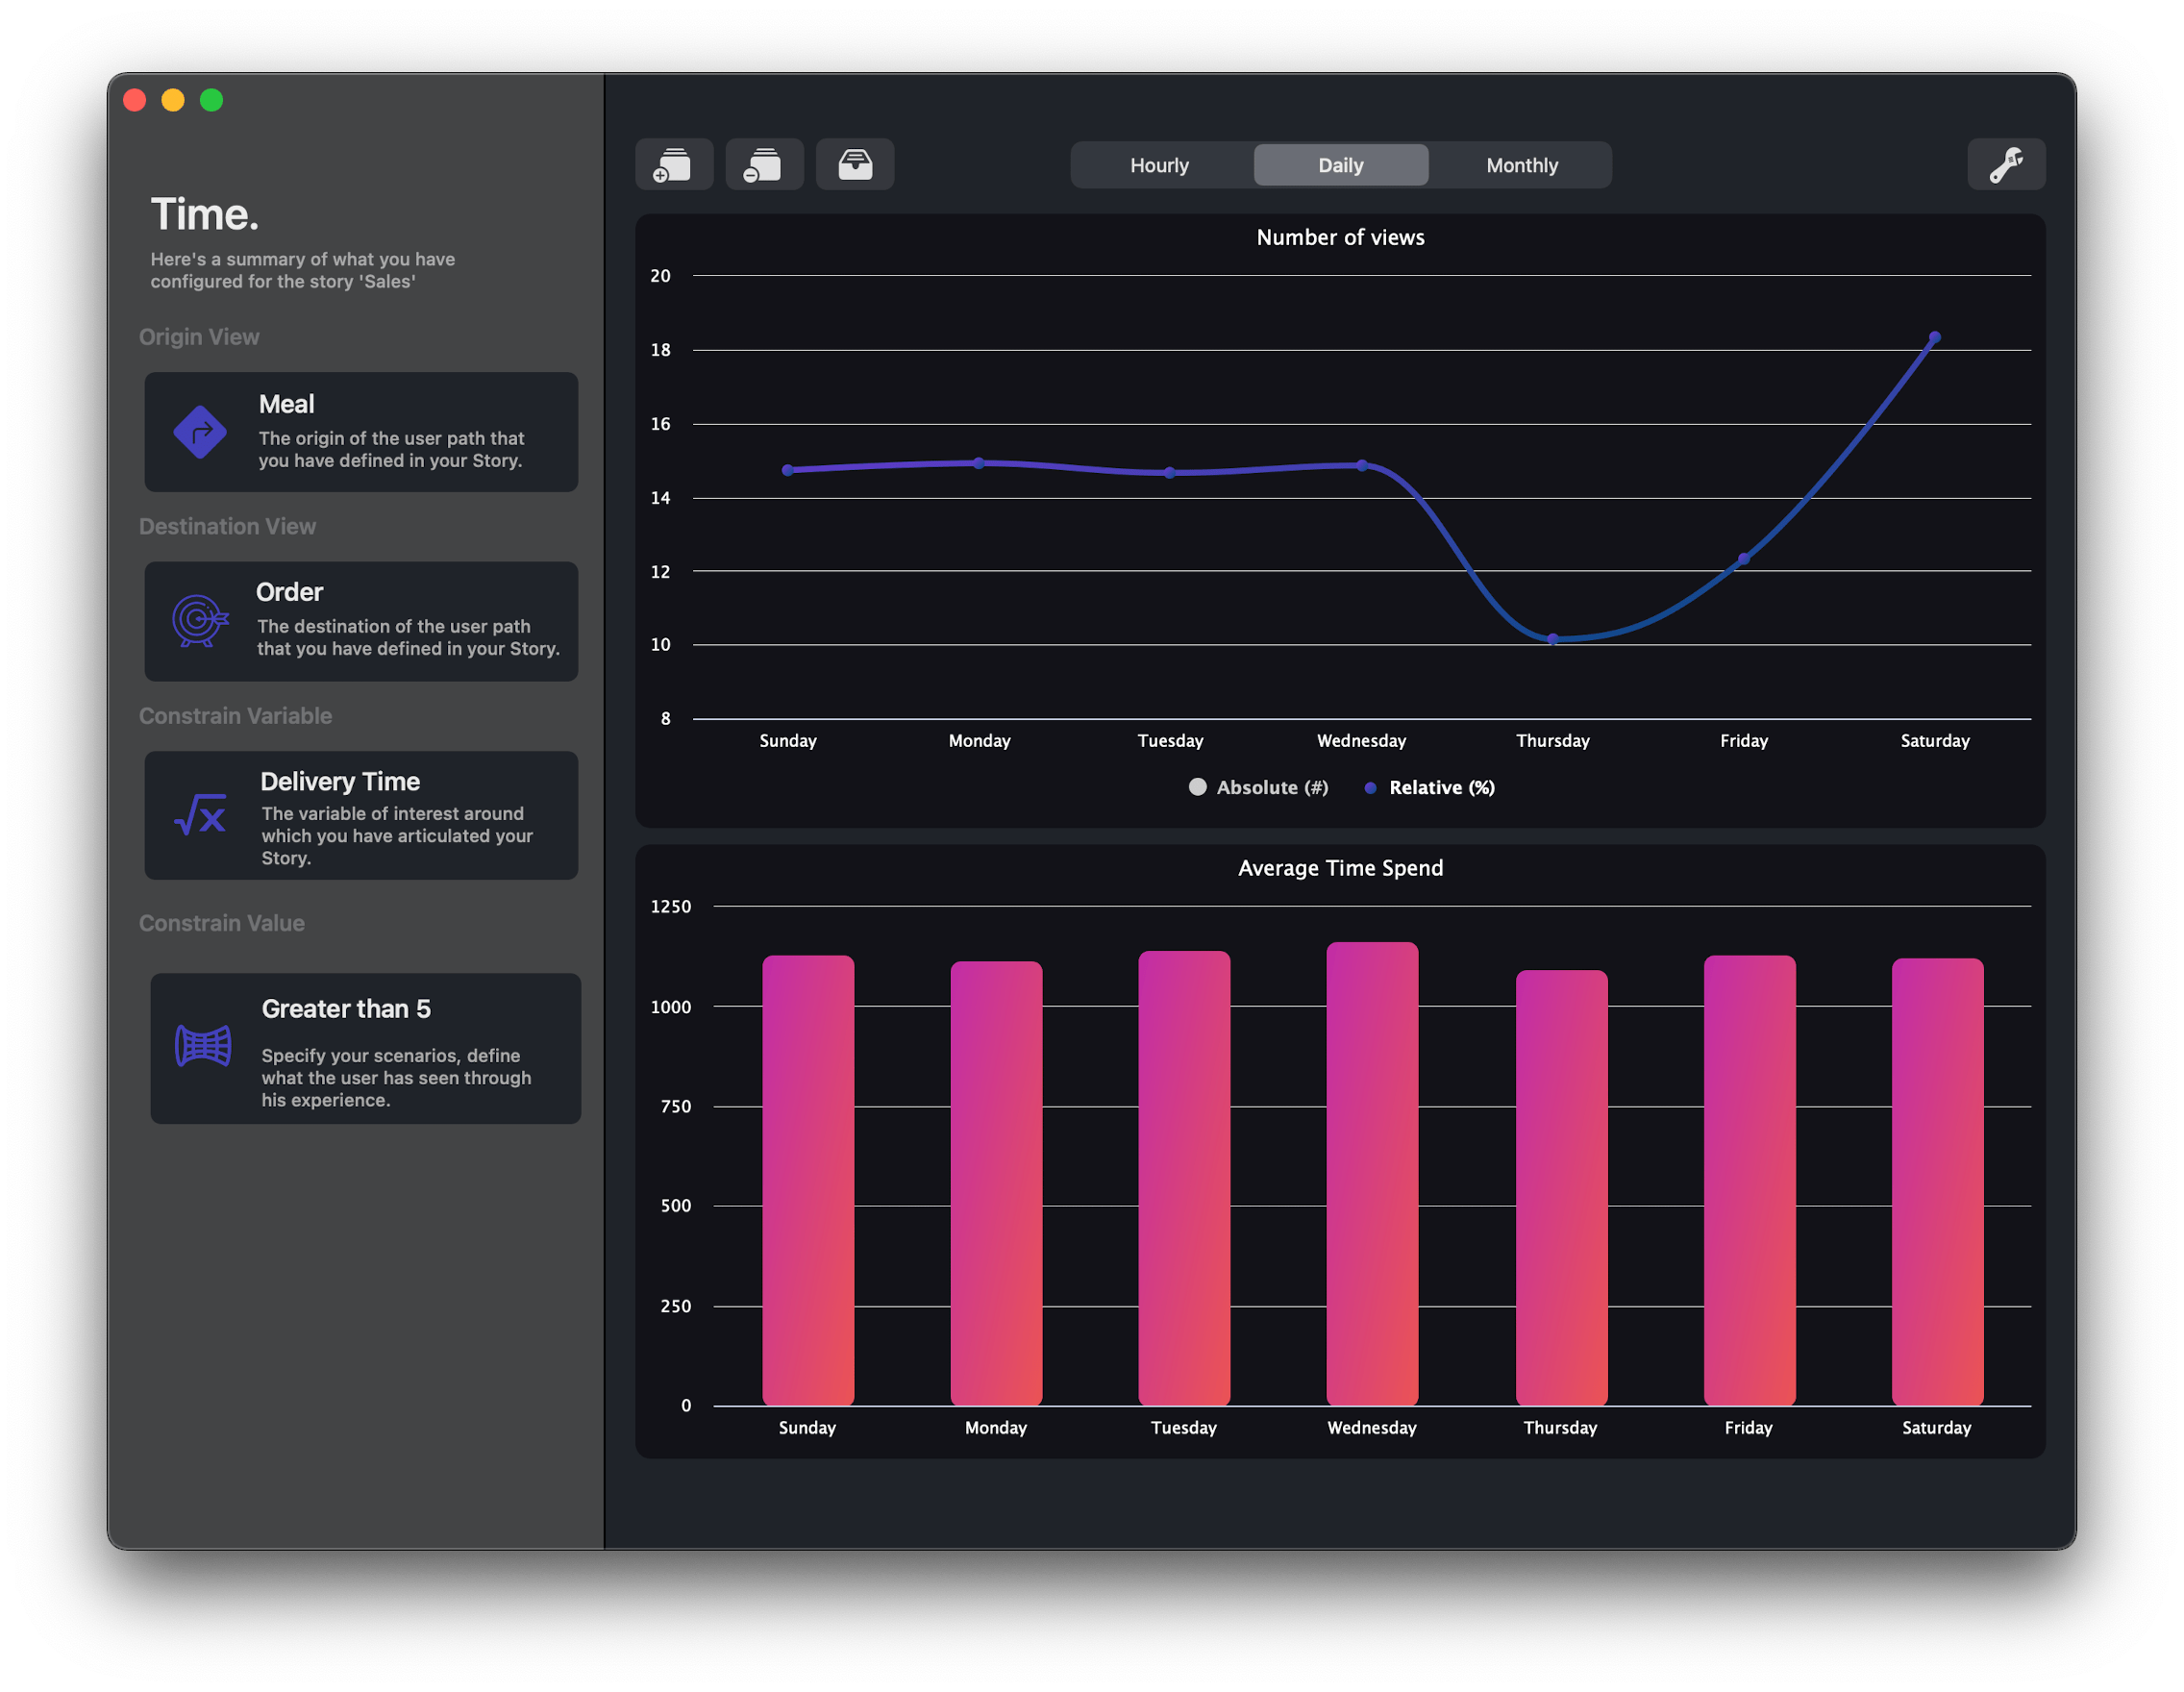 Time.
Here's a summary of what you have
configured for the story 'Sales'
Origin View
Meal
The origin of the user path that
you have defined in your Story.
Destination View
Order
The destination of the user path
that you have defined in your Story.
Constrain Variable
Delivery Time
The variable of interest around
which you have articulated your
Story.
Constrain Value
Greater than 5
Specify your scenarios, define
what the user has seen through
his experience.
Hourly Daily Monthly
Number of views
20
18
16
14
12
10
8
Sunday Monday Tuesday Wednesday Thursday Friday Saturday
Absolute (#) Relative (%)
Average Time Spend
1250
1000
750
500
250
0
Sunday Monday Tuesday Wednesday Thursday Friday Saturday